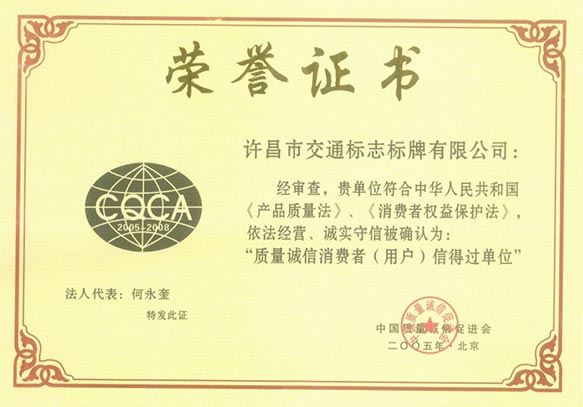 荣誉证书
许昌市交通标志标牌有限公司：
经审查，贵单位符合中华人民共和国
《产品质量法》、《消费者权益保护法》，
依法经营、诚实守信被确认为：
“质量诚信消费者（用户）信得过单位”
CQCA
2005-2008
法人代表：何永奎
特发此证
中国质量诚信促进会
二〇〇五年·北京